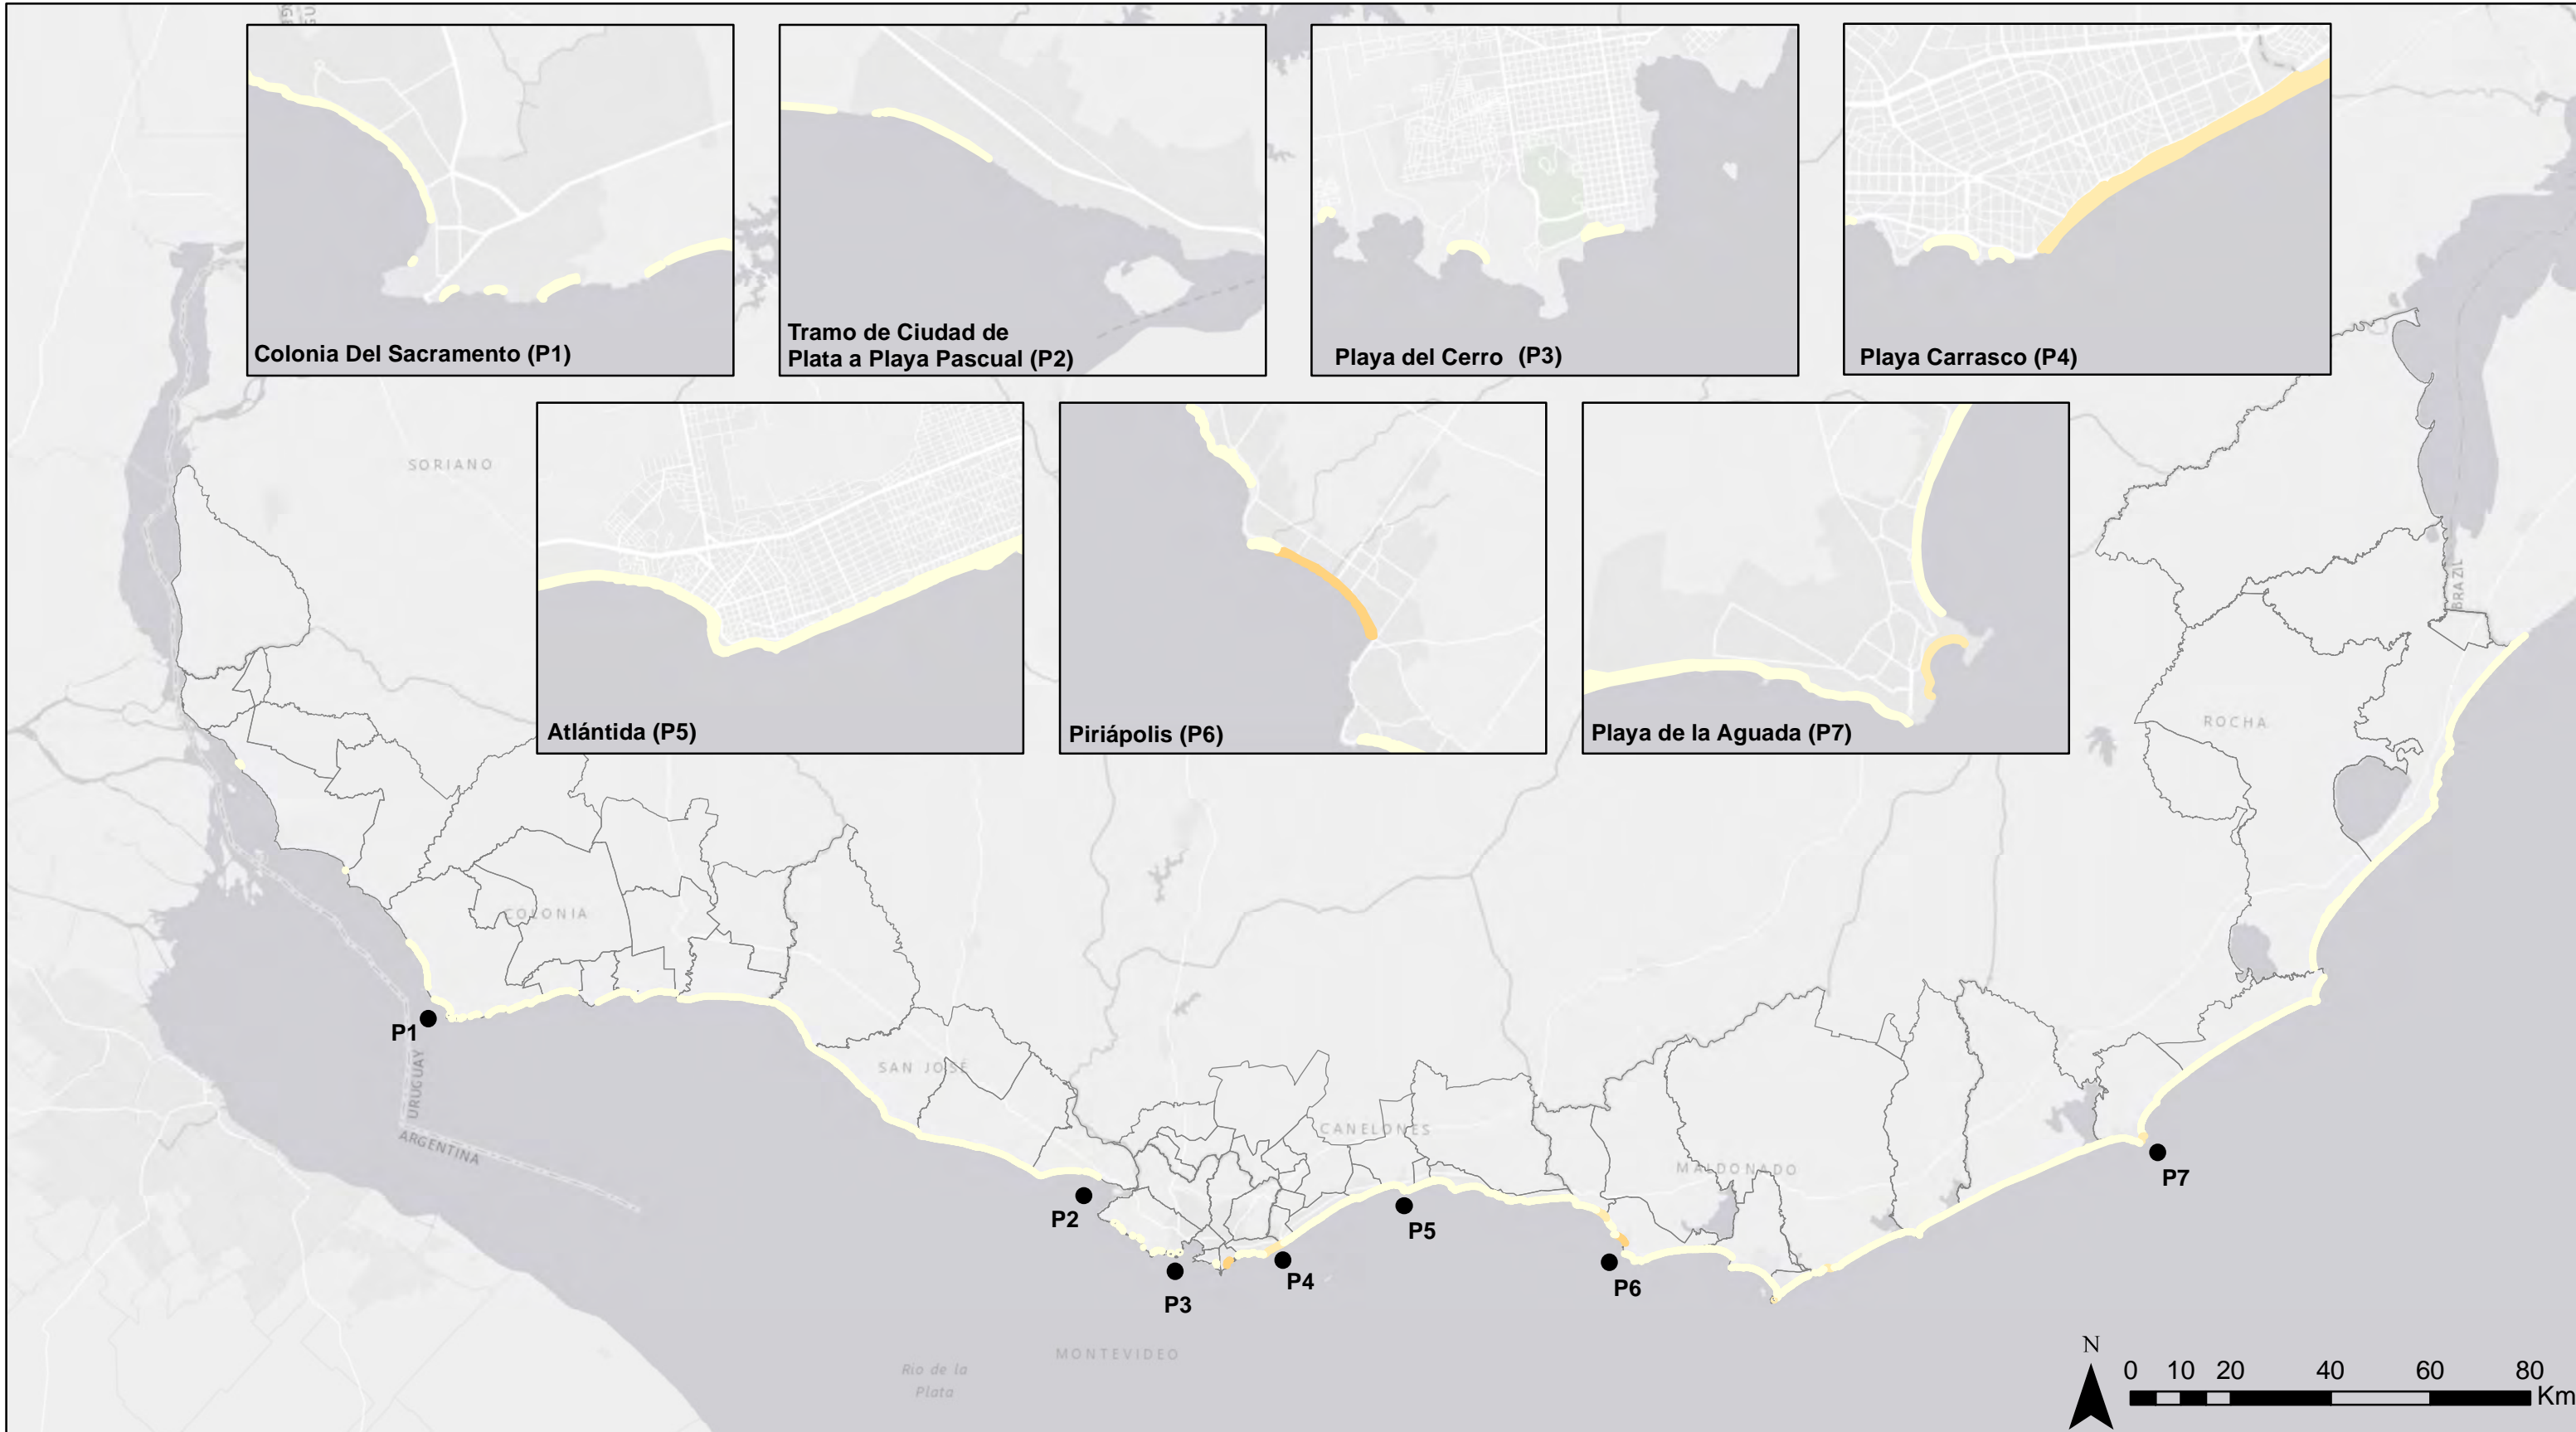 Colonia Del Sacramento (P1)
Tramo de Ciudad de
Plata a Playa Pascual (P2)
Playa del Cerro (P3)
Playa Carrasco (P4)
Atlántida (P5)
Piriápolis (P6)
Playa de la Aguada (P7)
SORIANO
BRAZIL
ROCHA
COLONIA
P1
URUGUAY
ARGENTINA
SAN JOSÉ
CANELONES
MALDONADO
P2
P3
P4
P5
P6
P7
MONTEVIDEO
Rio de la
Plata
N
0 10 20 40 60 80
Km